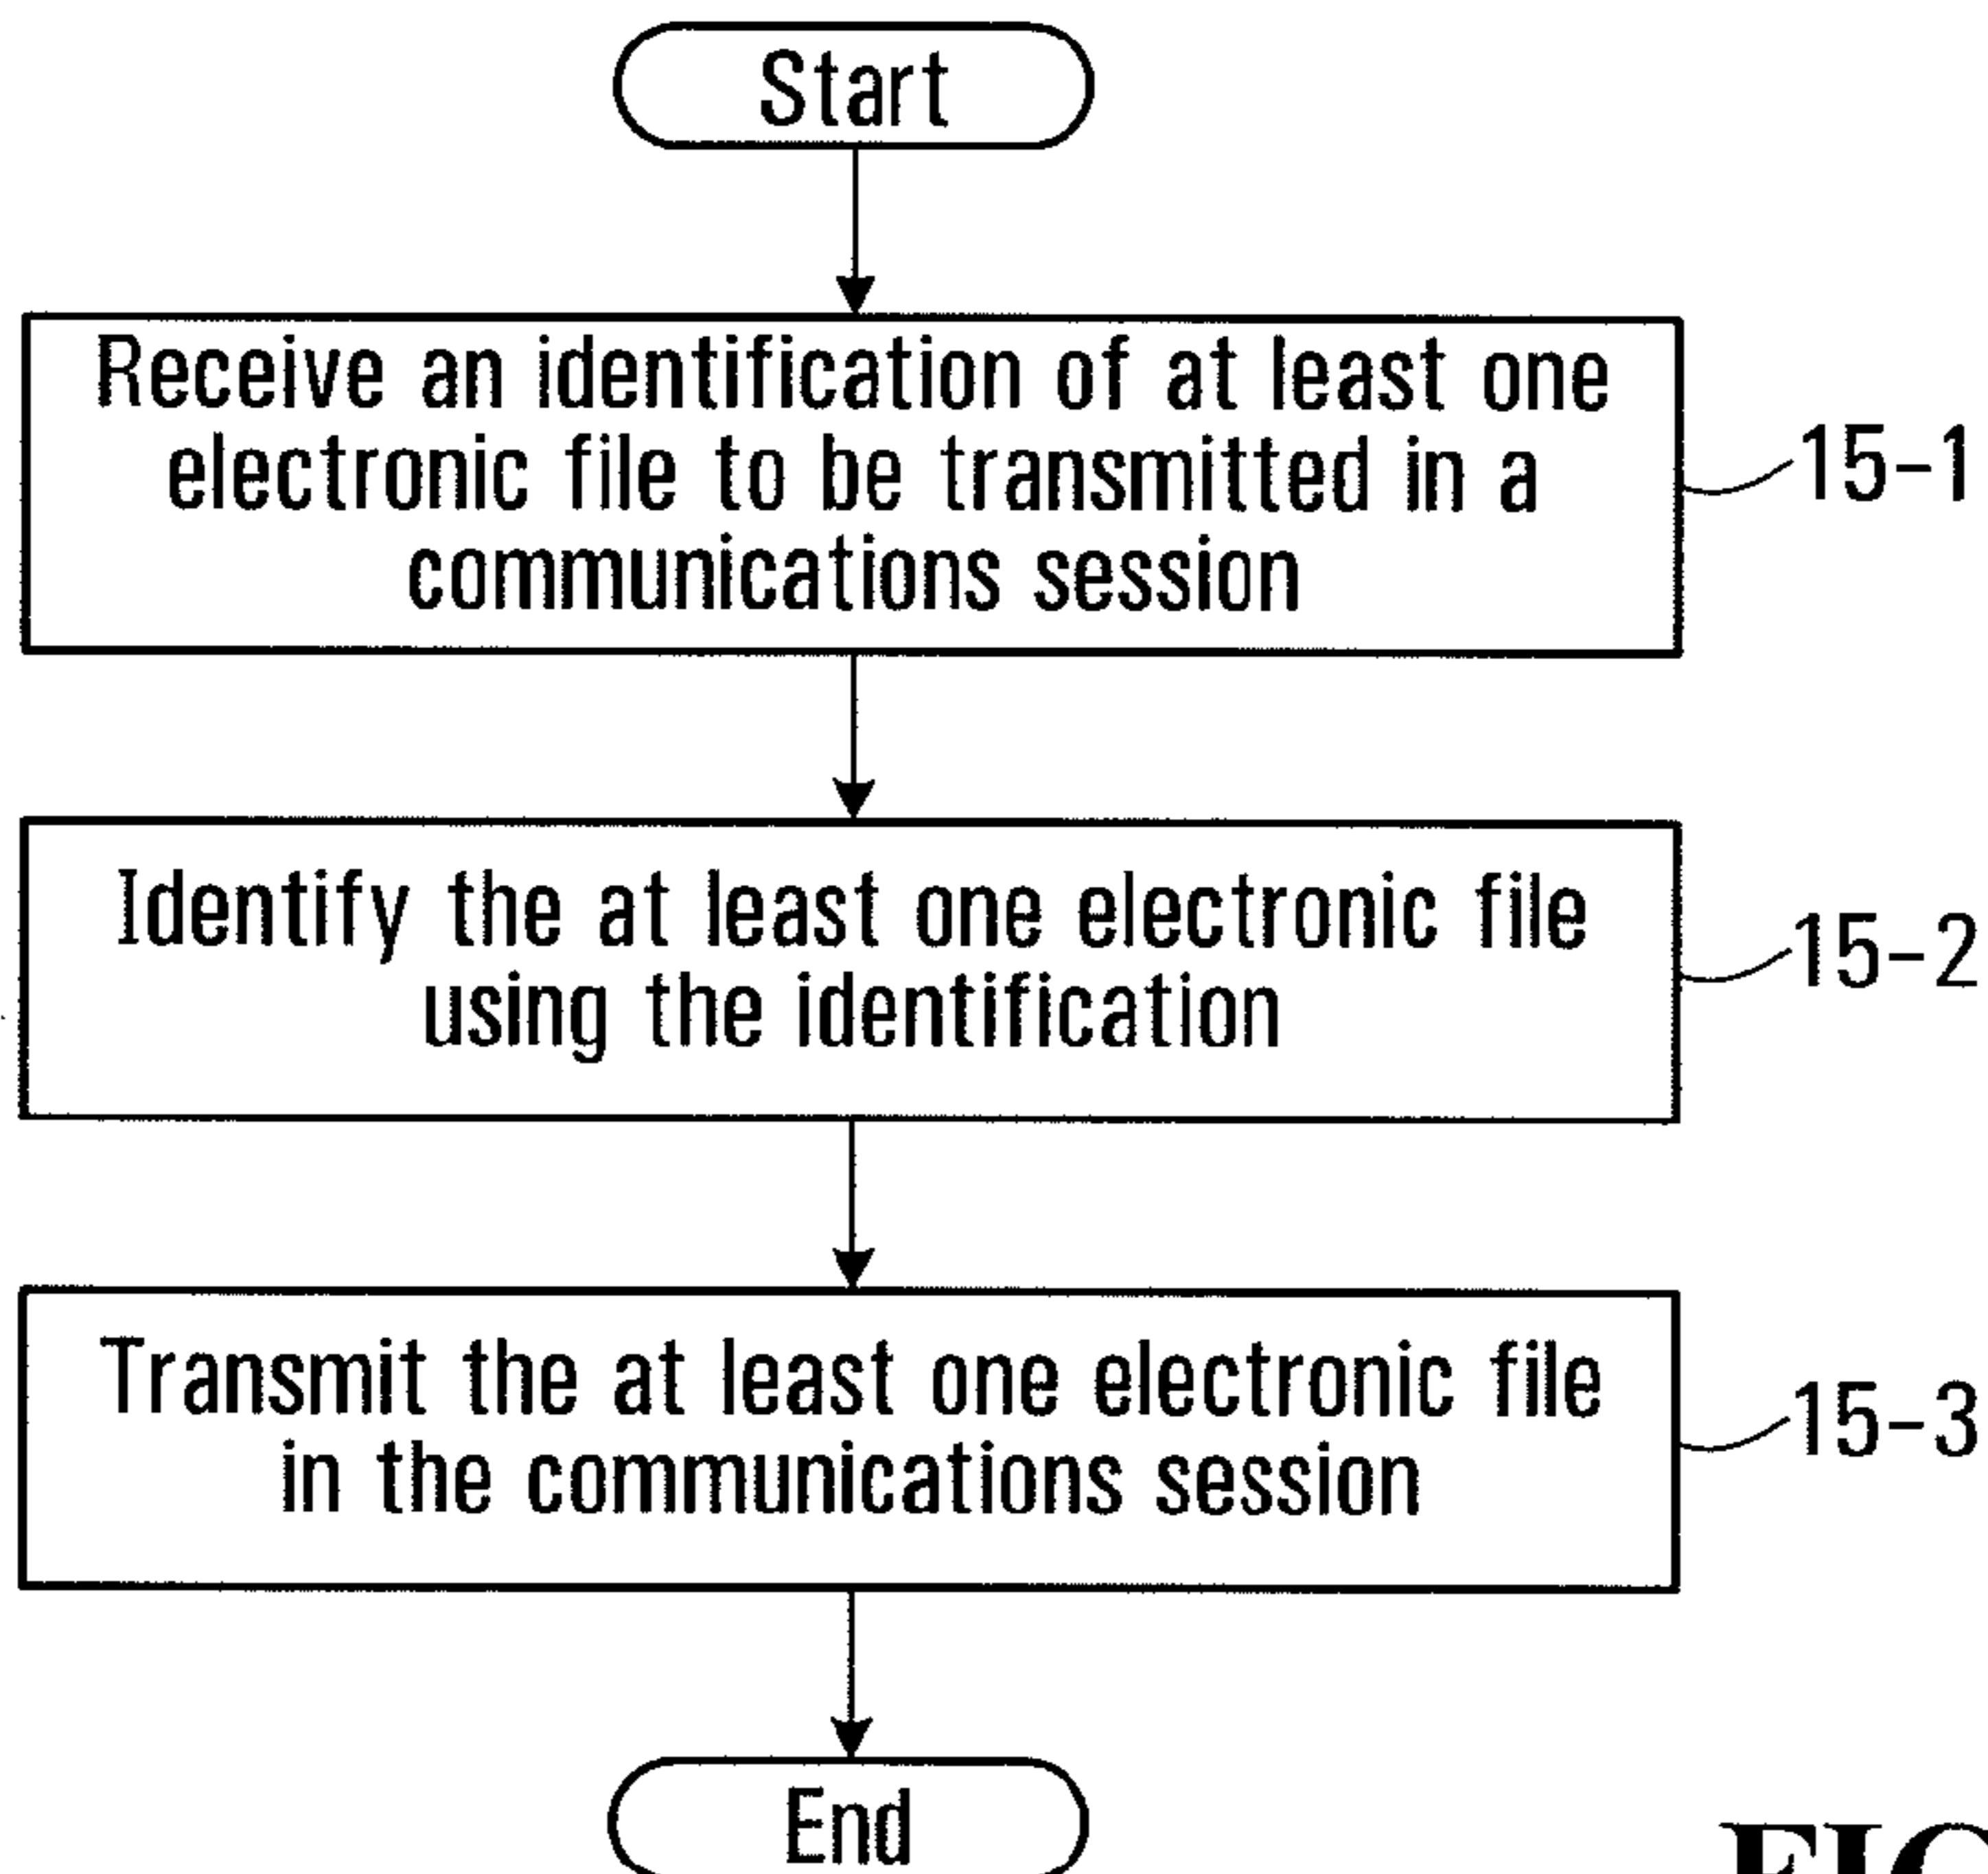 Start
Receive an identification of at least one
electronic file to be transmitted in a
communications session
15-1
Identify the at least one electronic file
using the identification
15-2
Transmit the at least one electronic file
in the communications session
15-3
End